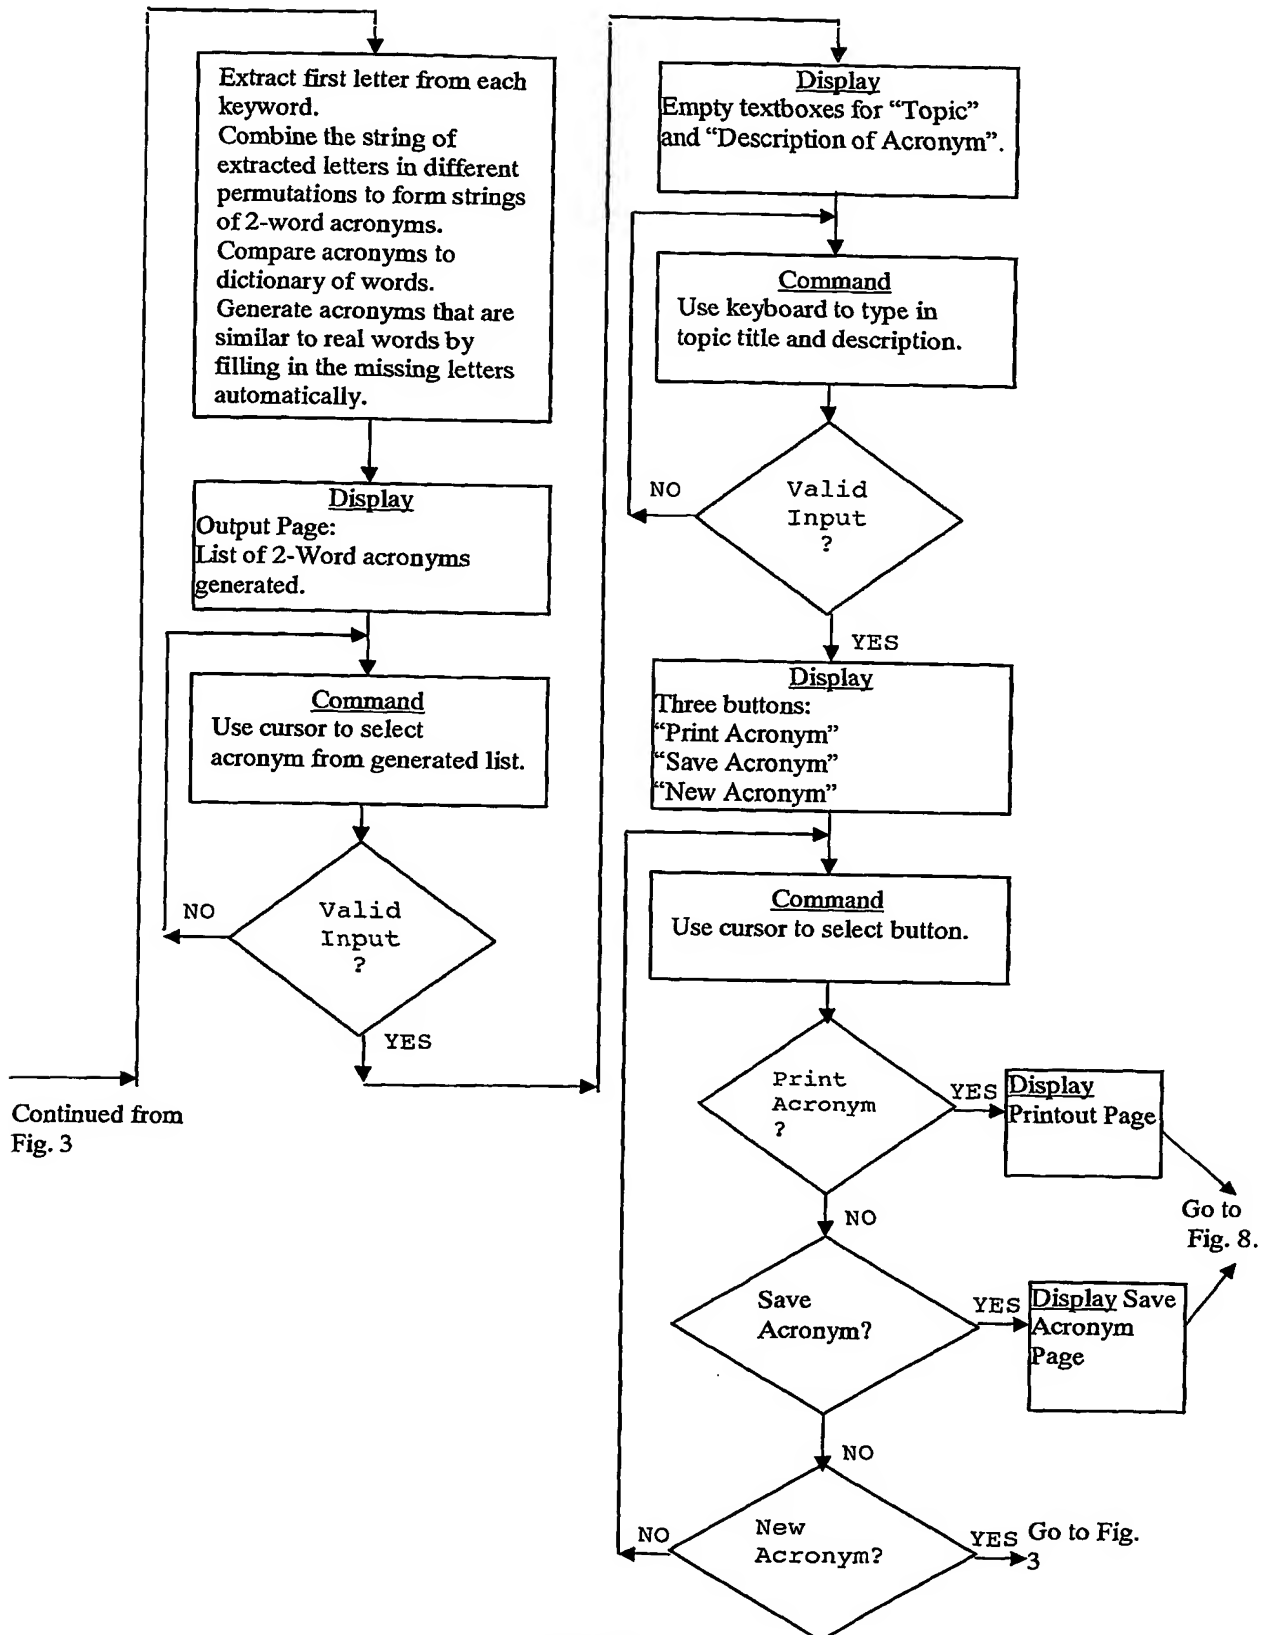 Extract first letter from each
keyword.
Combine the string of
extracted letters in different
permutations to form strings
of 2-word acronyms.
Compare acronyms to
dictionary of words.
Generate acronyms that are
similar to real words by
filling in the missing letters
automatically.
Display
Output Page:
List of 2-Word acronyms
generated.
Command
Use cursor to select
acronym from generated list.
NO
Valid
Input
?
YES
Continued from
Fig. 3
Display
Empty textboxes for “Topic”
and “Description of Acronym”.
Command
Use keyboard to type in
topic title and description.
NO
Valid
Input
?
YES
Display
Three buttons:
“Print Acronym”
“Save Acronym”
“New Acronym”
Command
Use cursor to select button.
Print
Acronym
?
YES
Display
Printout Page
NO
Go to
Fig. 8.
Save
Acronym?
YES
Display Save
Acronym
Page
NO
NO
New
Acronym?
YES
Go to Fig.
3